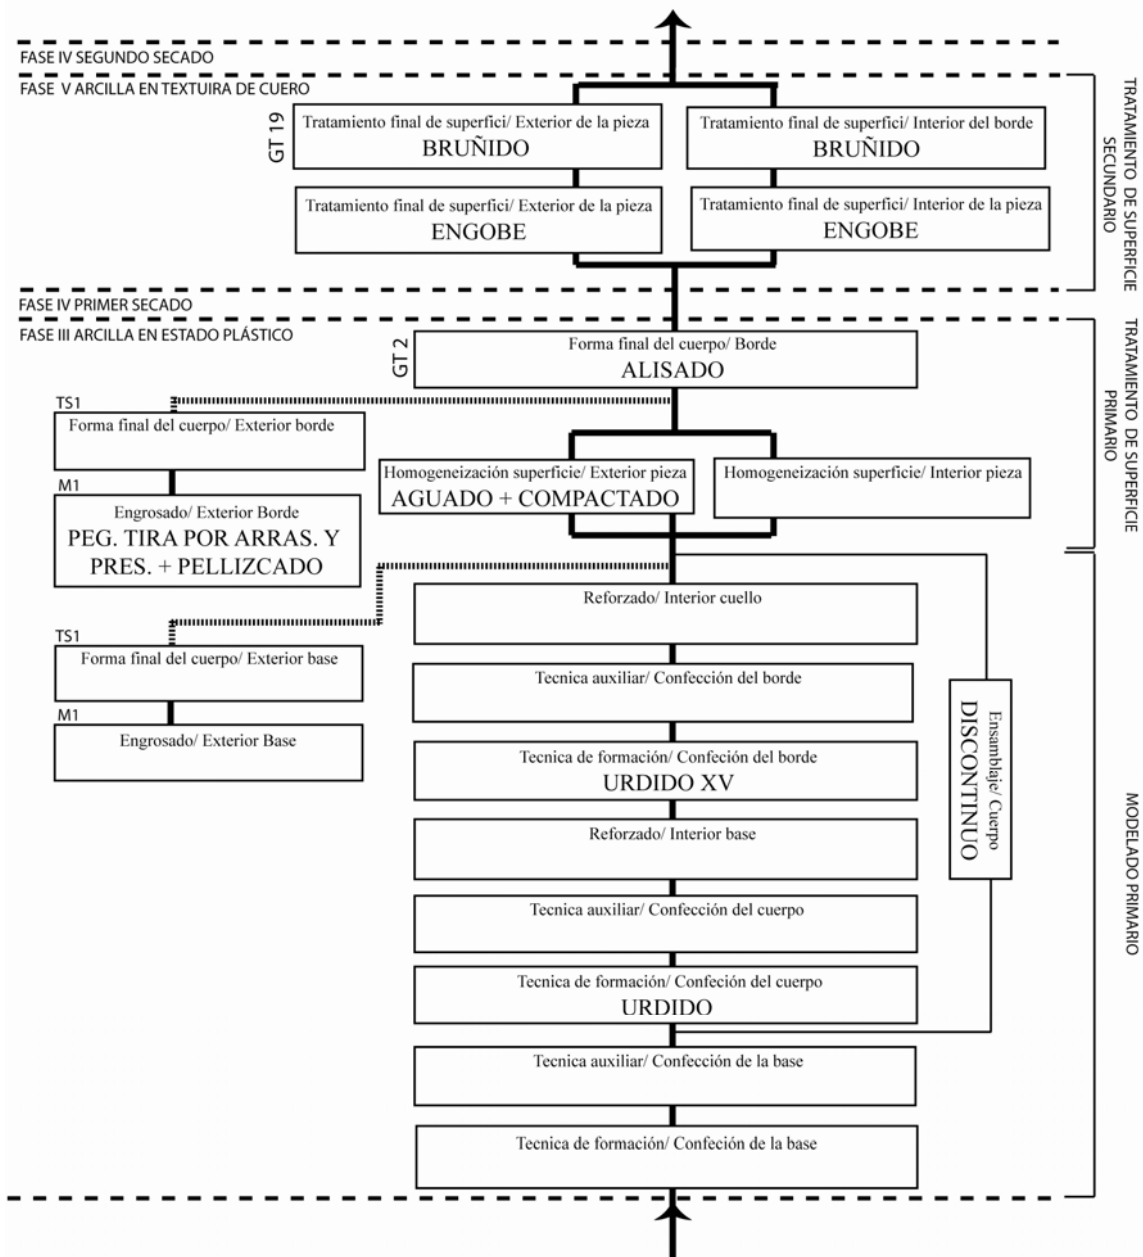 FASE IV SEGUNDO SECADO
FASE V ARCILLA EN TEXTUIRA DE CUERO
TRATAMIENTO DE SUPERFICIE
SECUNDARIO
GT 19
Tratamiento final de superfici/ Exterior de la pieza
BRUÑIDO
Tratamiento final de superfici/ Interior del borde
BRUÑIDO
Tratamiento final de superfici/ Exterior de la pieza
ENGOBE
Tratamiento final de superfici/ Interior de la pieza
ENGOBE
FASE IV PRIMER SECADO
FASE III ARCILLA EN ESTADO PLÁSTICO
TRATAMIENTO DE SUPERFICIE
PRIMARIO
GT 2
Forma final del cuerpo/ Borde
ALISADO
TS1
Forma final del cuerpo/ Exterior borde
M1
Engrosado/ Exterior Borde
PEG. TIRA POR ARRAS. Y
PRES. + PELLIZCADO
Homogeneización superficie/ Exterior pieza
AGUADO + COMPACTADO
Homogeneización superficie/ Interior pieza
TS1
Forma final del cuerpo/ Exterior base
M1
Engrosado/ Exterior Base
Reforzado/ Interior cuello
Tecnica auxiliar/ Confección del borde
Tecnica de formación/ Confeción del borde
URDIDO XV
Reforzado/ Interior base
Tecnica auxiliar/ Confección del cuerpo
Tecnica de formación/ Confeción del cuerpo
URDIDO
Tecnica auxiliar/ Confección de la base
Tecnica de formación/ Confeción de la base
Ensamblaje/ Cuerpo
DISCONTINUO
MODELADO PRIMARIO